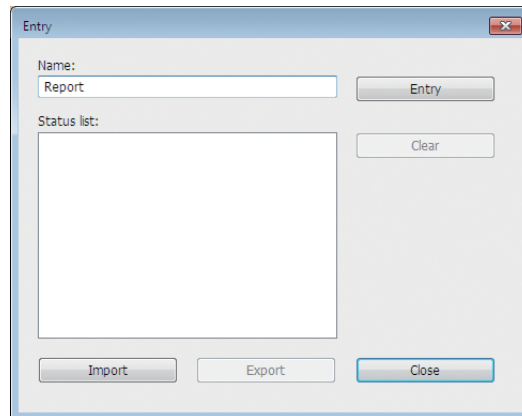 Entry
Name:
Report
Entry
Status list:
Clear
Import
Export
Close